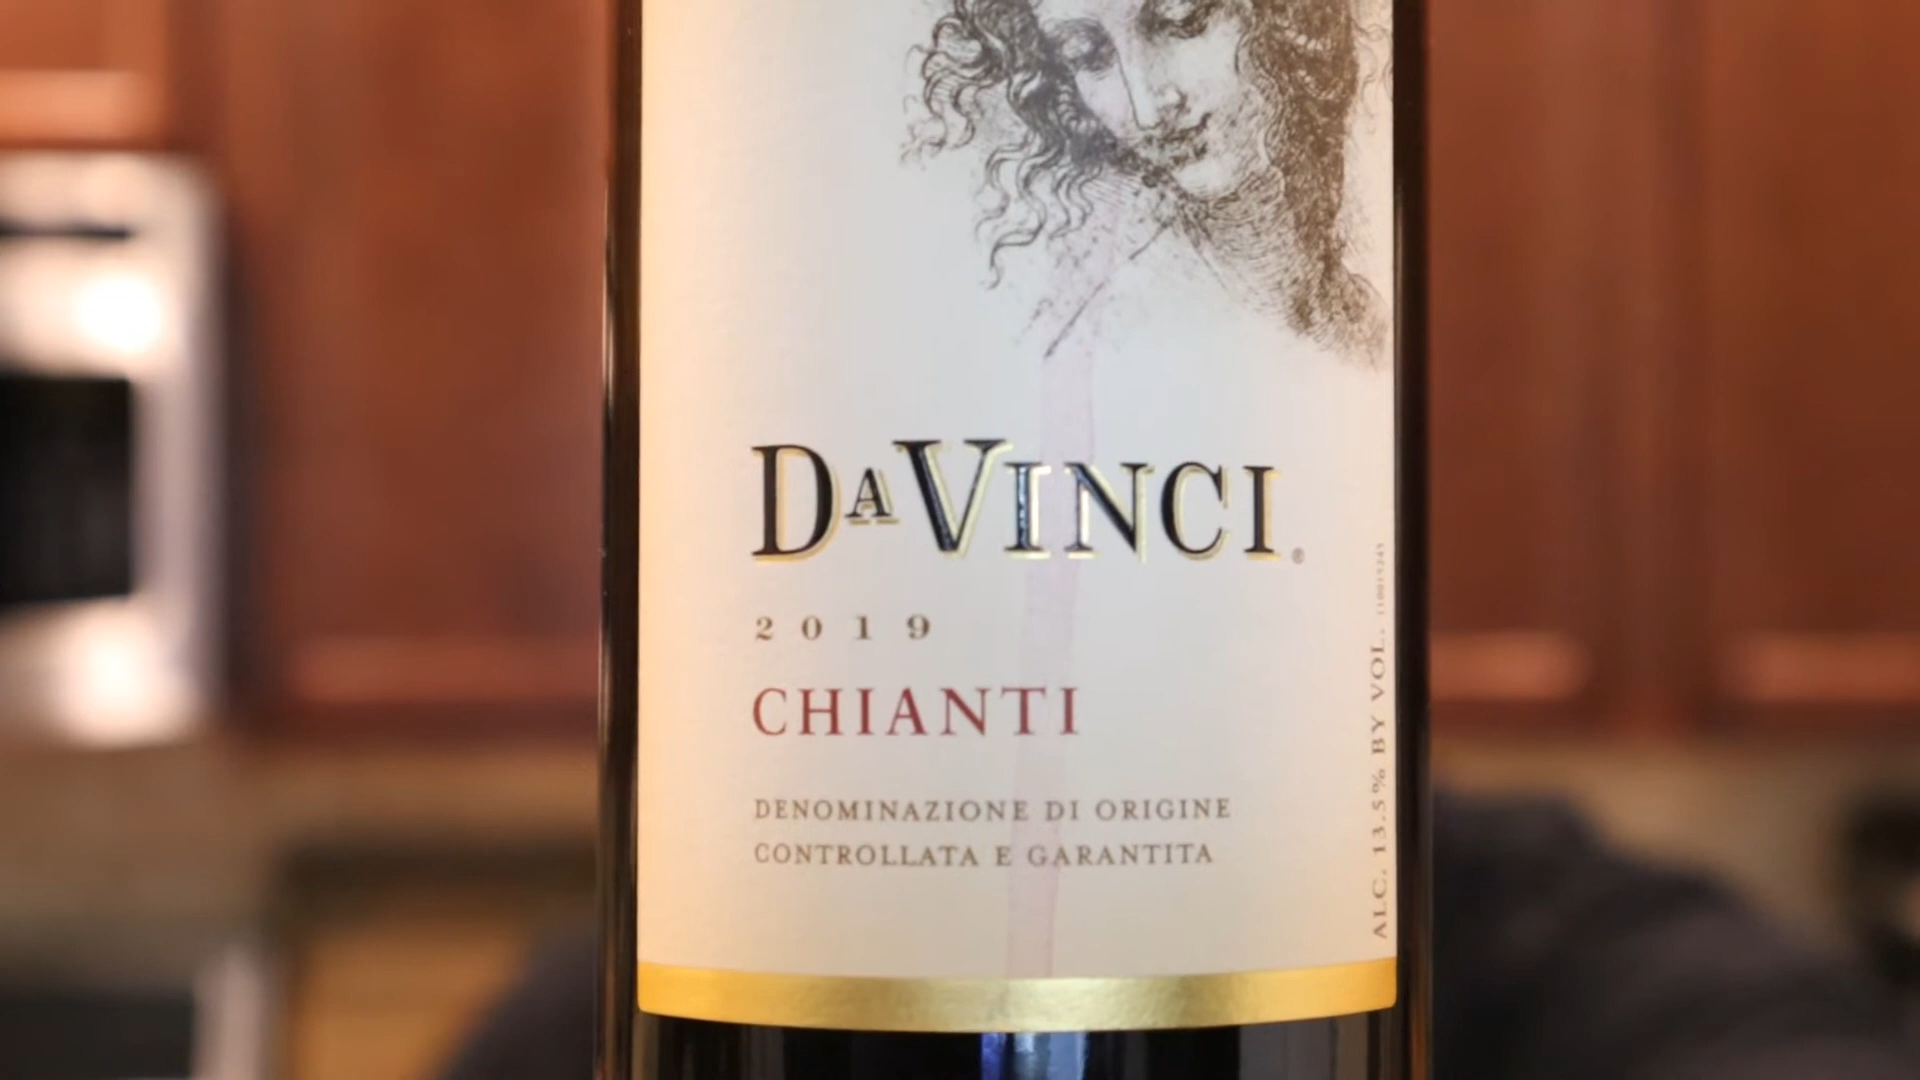 DAVINCI®
2019
CHIANTI
DENOMINAZIONE DI ORIGINE
CONTROLLATA E GARANTITA
ALC. 13.5% BY VOL.